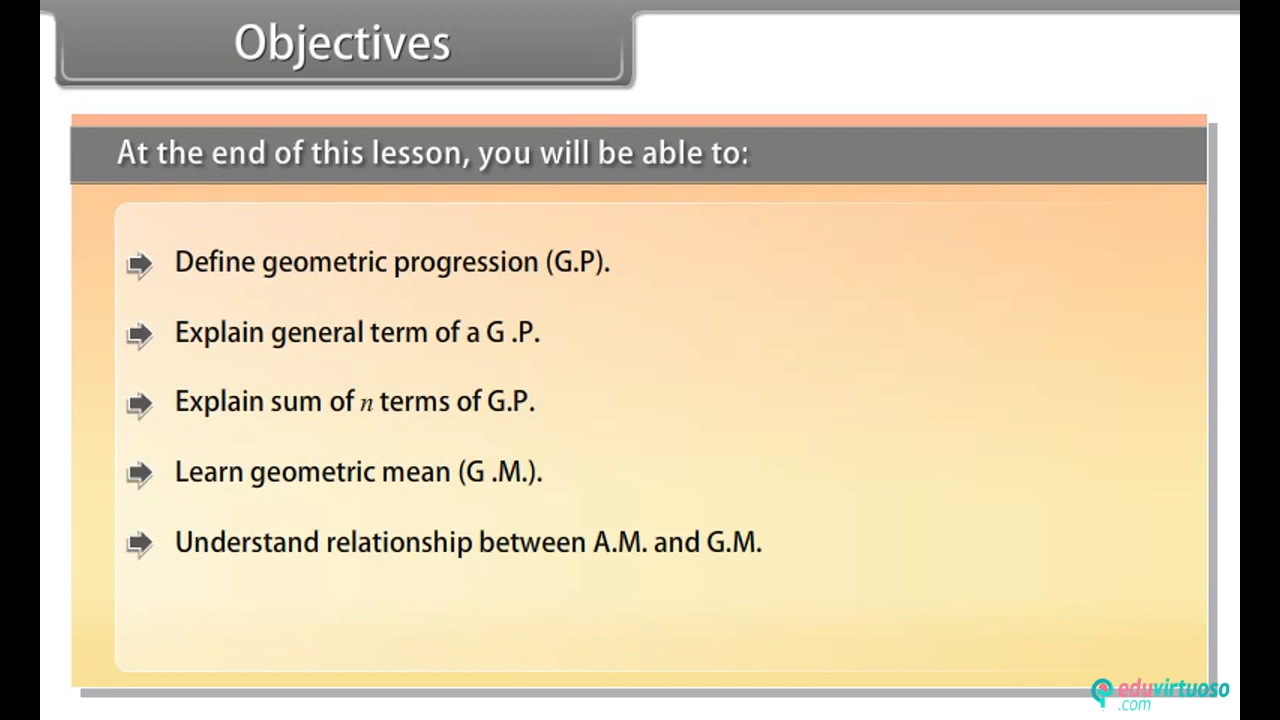 Objectives
At the end of this lesson, you will be able to:
Define geometric progression (G.P).
Explain general term of a G .P.
Explain sum of n terms of G.P.
Learn geometric mean (G .M.).
Understand relationship between A.M. and G.M.
eduvirtuoso
.com